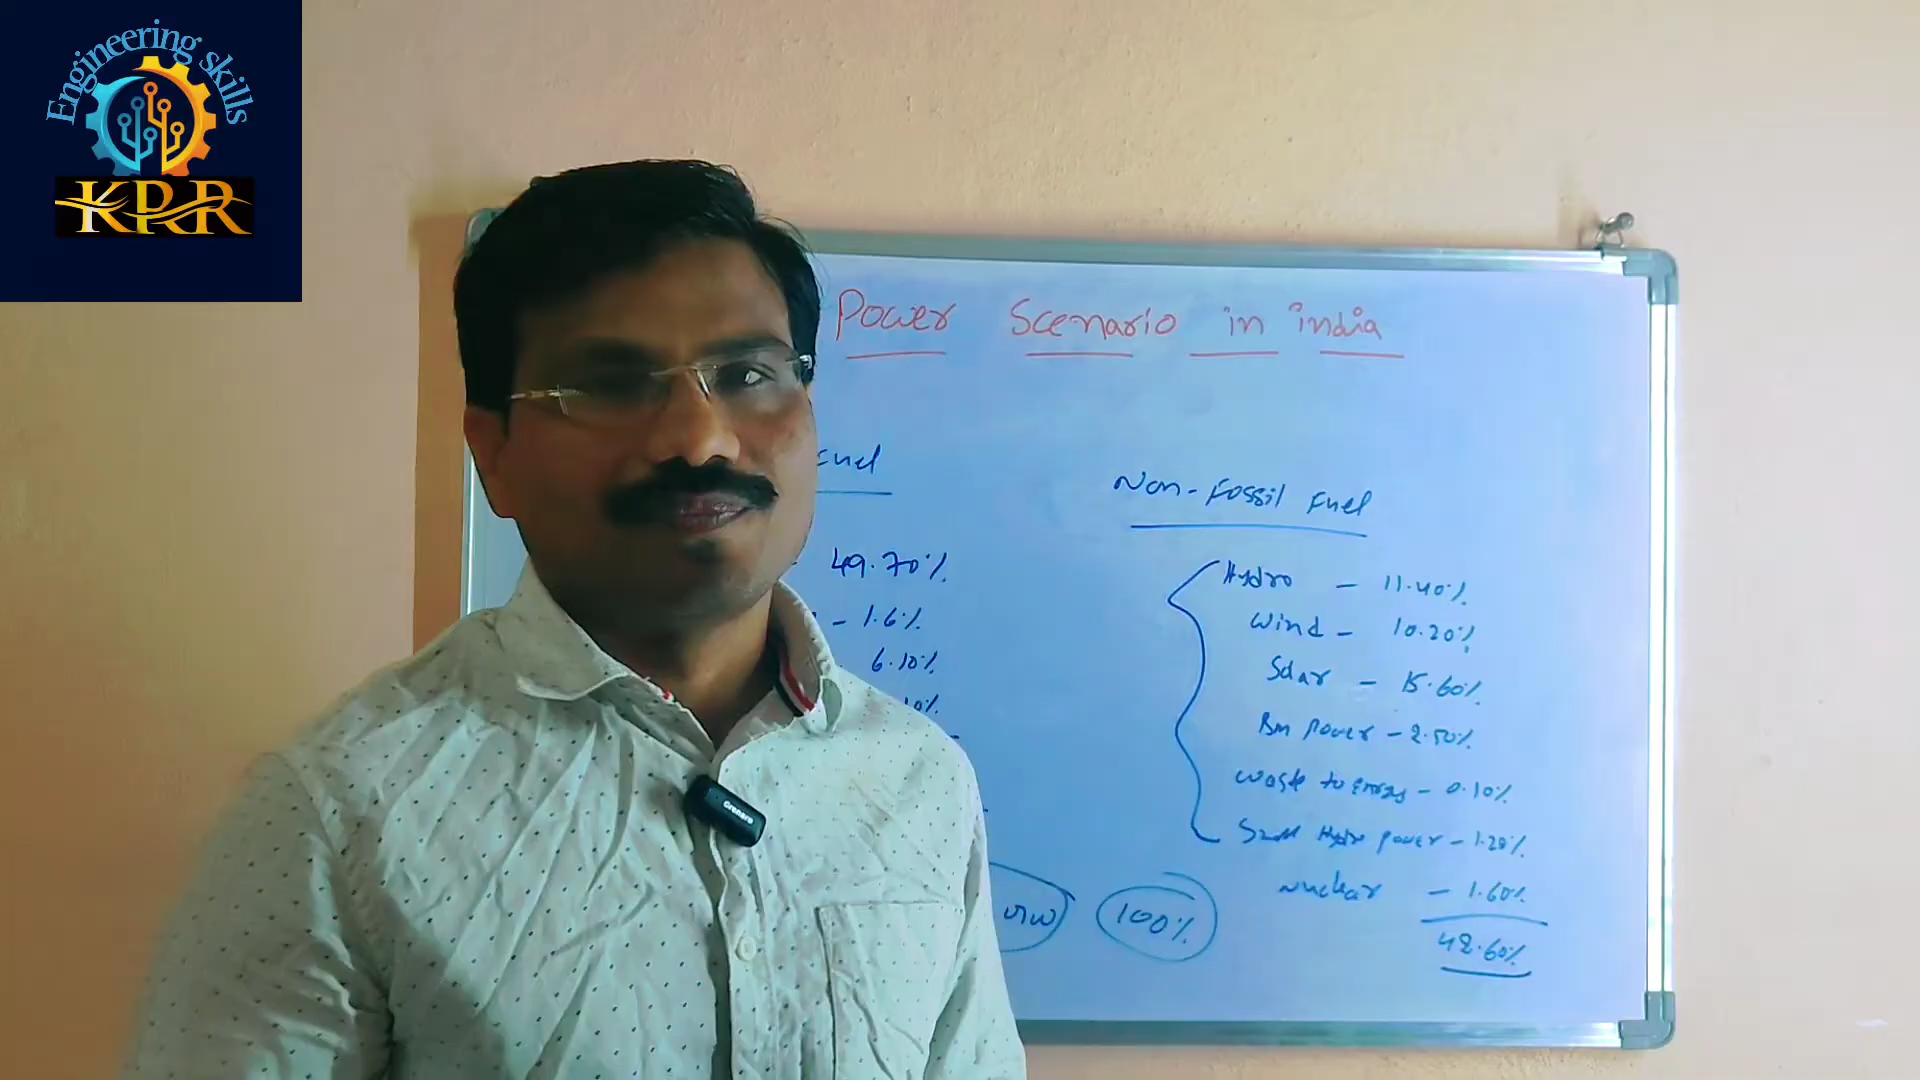 Engineering skills
KRR
Power Scenario in india
Fuel
49.70%
- 1.6%
6.10%
10%
Non-Fossil Fuel
Hydro - 11.40%
Wind - 10.20%
Solar - 15.60%
Bm power - 2.50%
Waste to energy - 0.10%
Small Hydro power - 1.20%
Nuclear - 1.60%
42.60%
100%